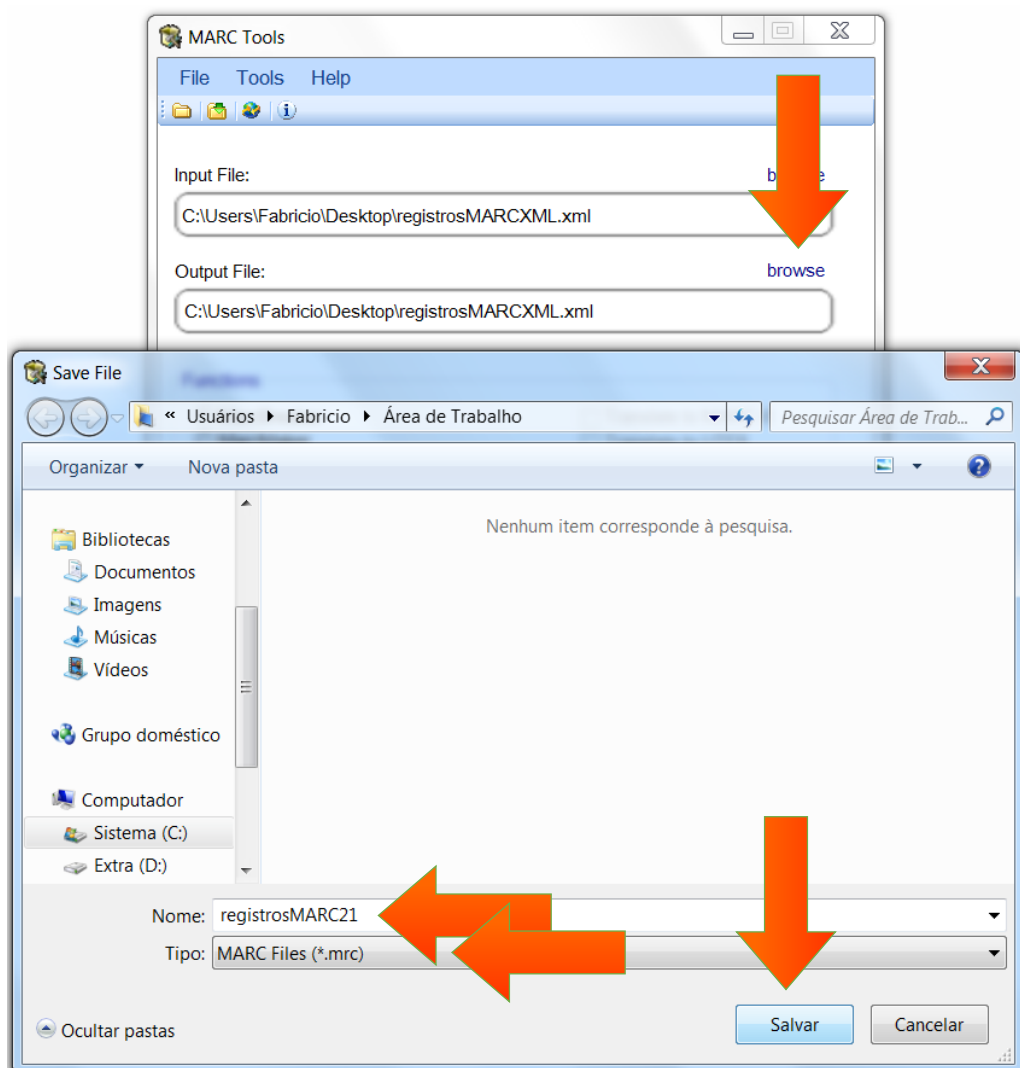 MARC Tools
File Tools Help
Input File:
C:\Users\Fabricio\Desktop\registrosMARCXML.xml
Output File: browse
C:\Users\Fabricio\Desktop\registrosMARCXML.xml
Save File
Functions
« Usuários Fabricio Área de Trabalho Pesquisar Área de Trab...
Organizar Nova pasta
Nenhum item corresponde à pesquisa.
Bibliotecas
Documentos
Imagens
Músicas
Vídeos
Grupo doméstico
Computador
Sistema (C:)
Extra (D:)
Nome: registrosMARC21
Tipo: MARC Files (*.mrc)
Ocultar pastas Salvar Cancelar